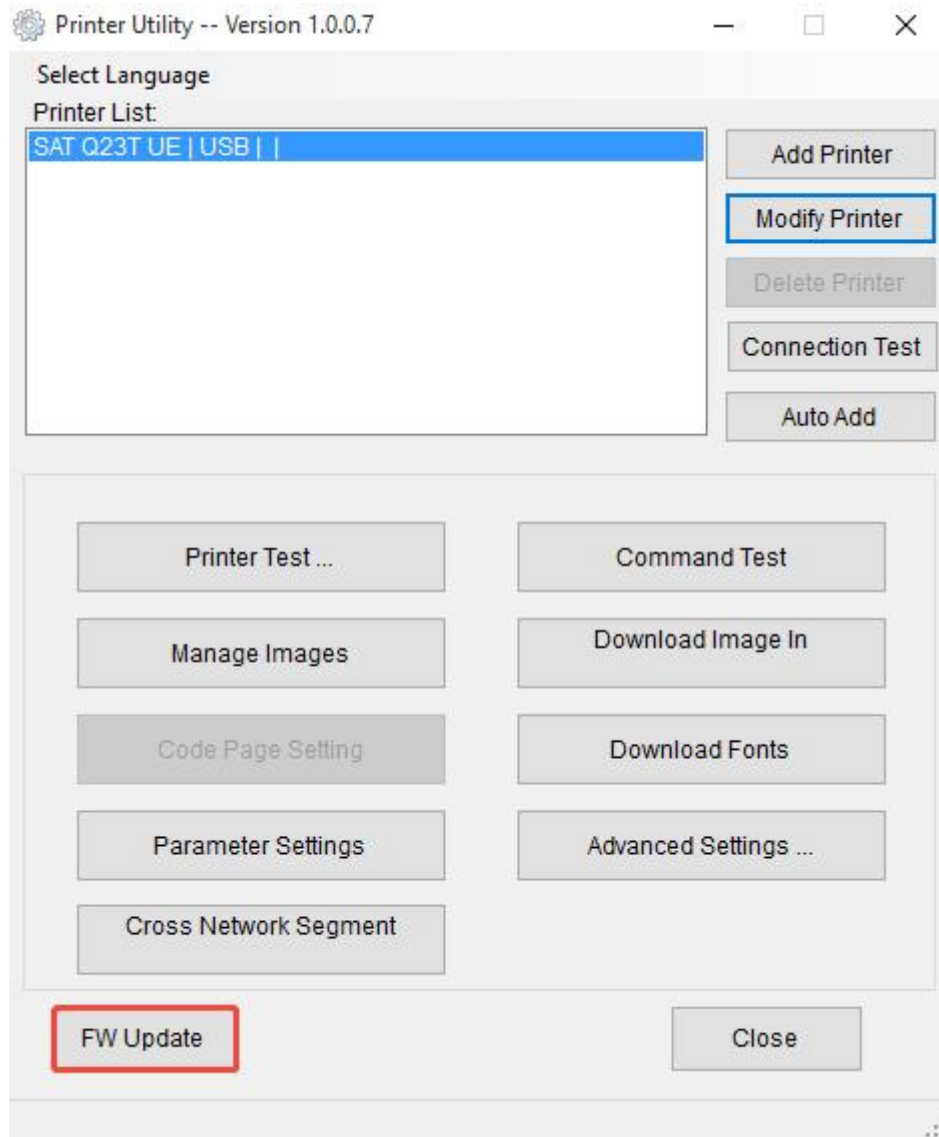 Printer Utility -- Version 1.0.0.7
Select Language
Printer List:
SAT Q23T UE | USB | |
Add Printer
Modify Printer
Delete Printer
Connection Test
Auto Add
Printer Test ...
Command Test
Manage Images
Download Image In
Code Page Setting
Download Fonts
Parameter Settings
Advanced Settings ...
Cross Network Segment
FW Update
Close